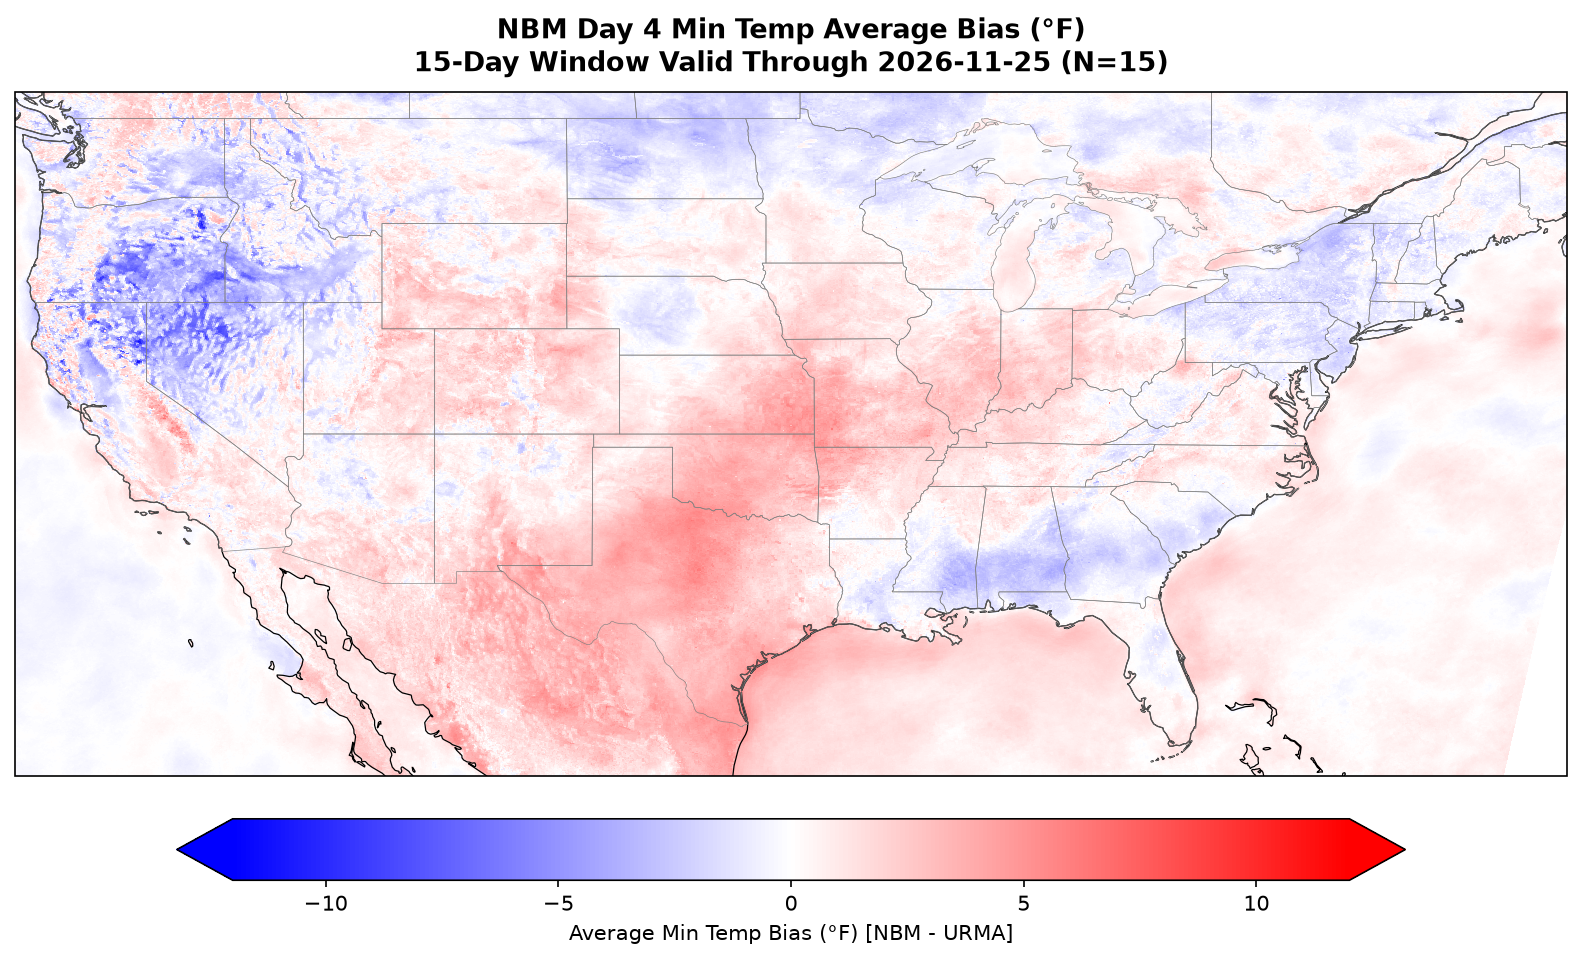 NBM Day 4 Min Temp Average Bias (°F)
15-Day Window Valid Through 2026-11-25 (N=15)
−10 −5 0 5 10
Average Min Temp Bias (°F) [NBM - URMA]